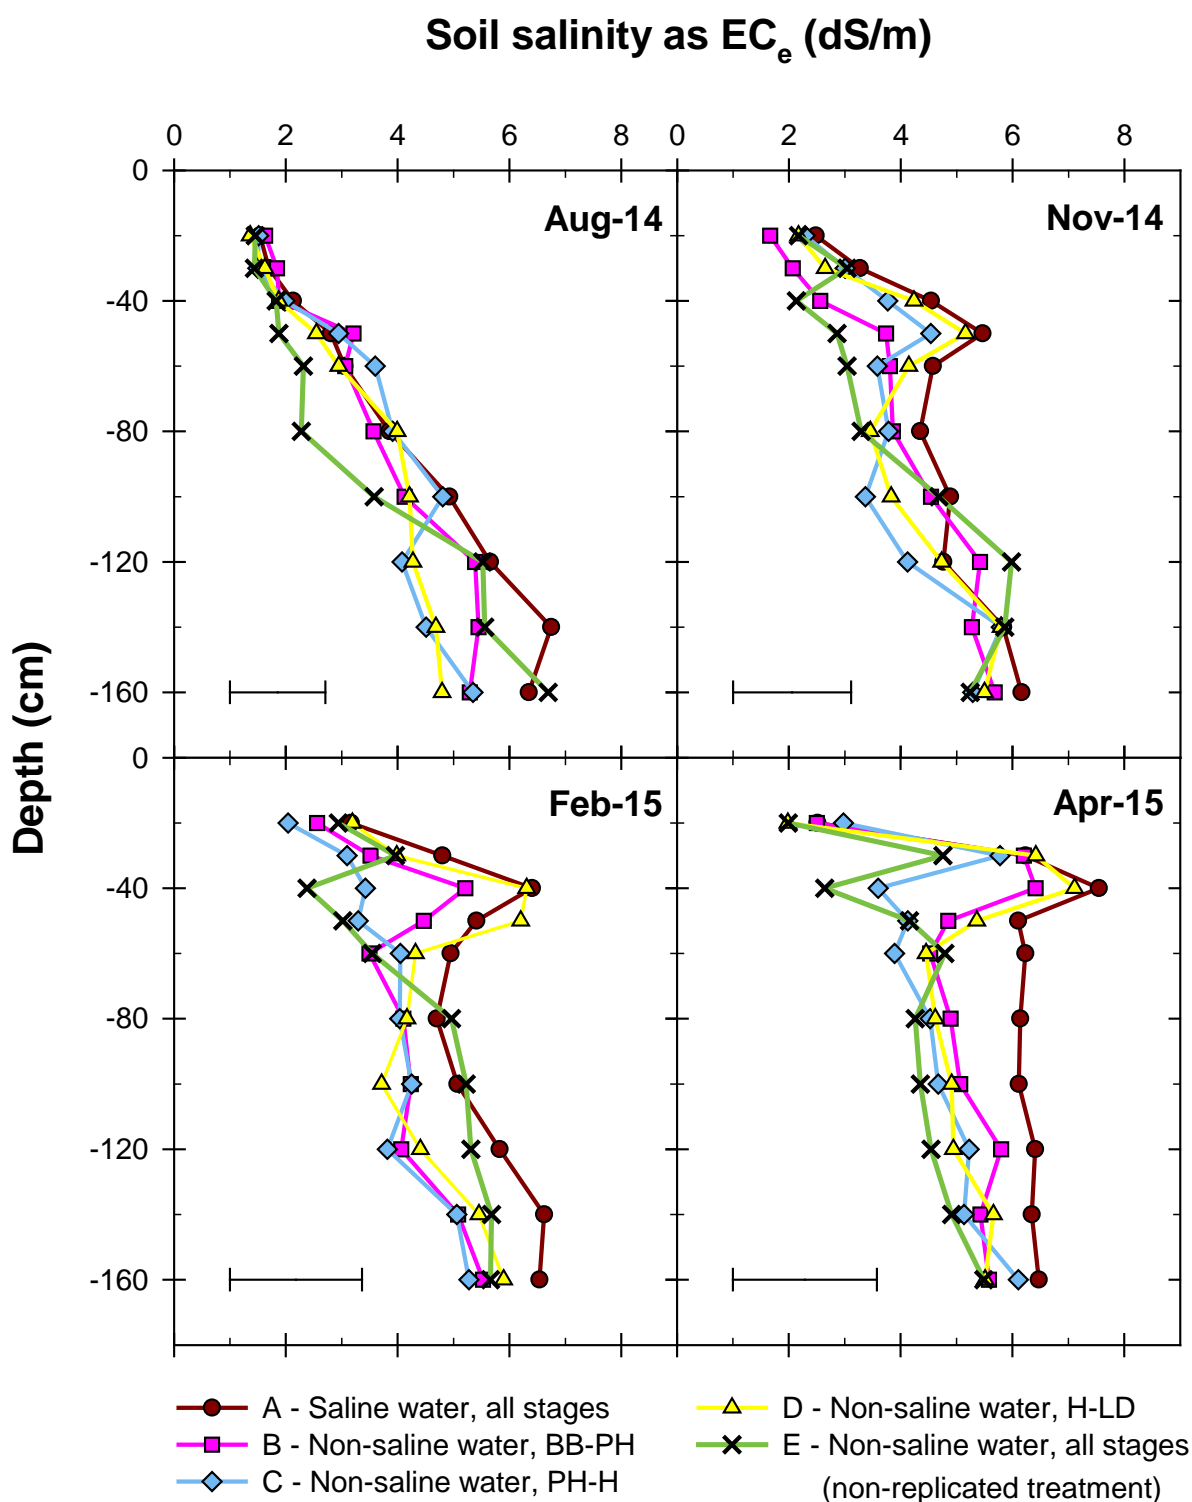 Soil salinity as ECe (dS/m)
0 2 4 6 8 0 2 4 6 8
0
Aug-14 Nov-14
-40
-80
-120
-160
0
Feb-15 Apr-15
-40
-80
-120
-160
Depth (cm)
A - Saline water, all stages
B - Non-saline water, BB-PH
C - Non-saline water, PH-H
D - Non-saline water, H-LD
E - Non-saline water, all stages
(non-replicated treatment)